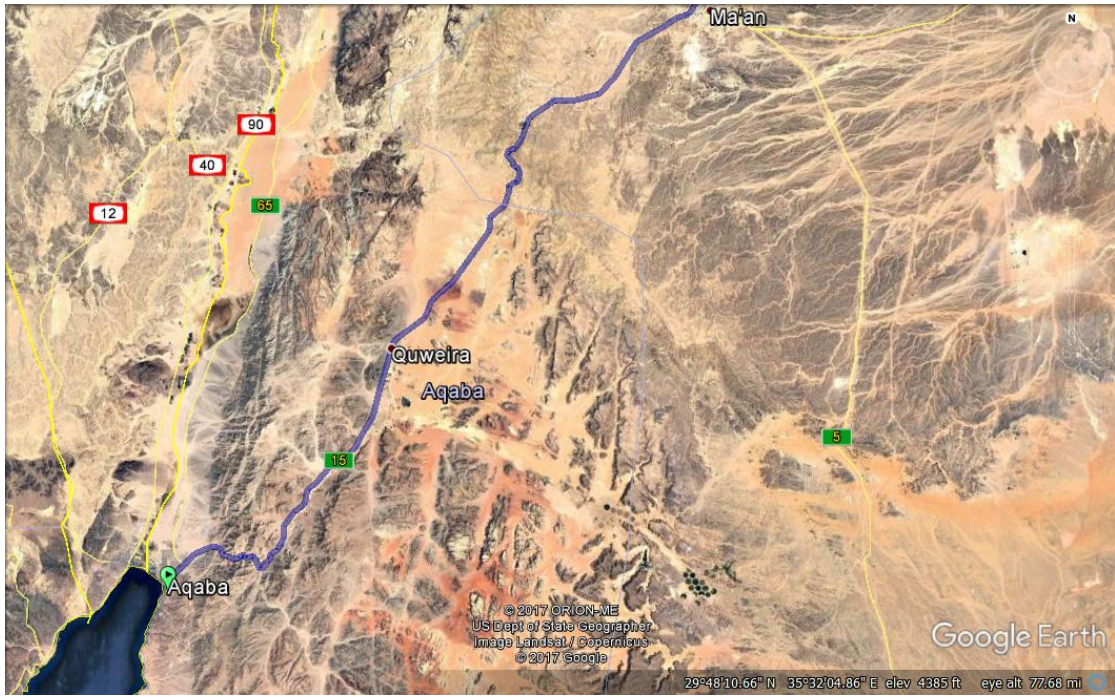 Ma'an
N
90
40
12
65
Quweira
Aqaba
5
15
Aqaba
© 2017 ORION-ME
US Dept of State Geographer
Image Landsat / Copernicus
© 2017 Google
Google Earth
29°48'10.66" N 35°32'04.86" E elev 4385 ft eye alt 77.68 mi